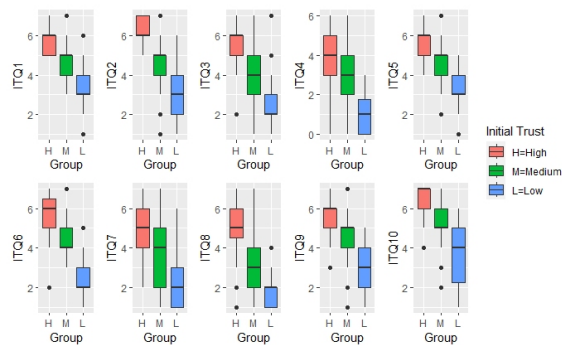 ITQ1
6
4
2
H M L
Group
ITQ2
6
4
2
H M L
Group
ITQ3
6
4
2
H M L
Group
ITQ4
6
4
2
0
H M L
Group
ITQ5
6
4
2
H M L
Group
ITQ6
6
4
2
H M L
Group
ITQ7
6
4
2
H M L
Group
ITQ8
6
4
2
H M L
Group
ITQ9
6
4
2
H M L
Group
ITQ10
6
4
2
H M L
Group
Initial Trust
H=High
M=Medium
L=Low